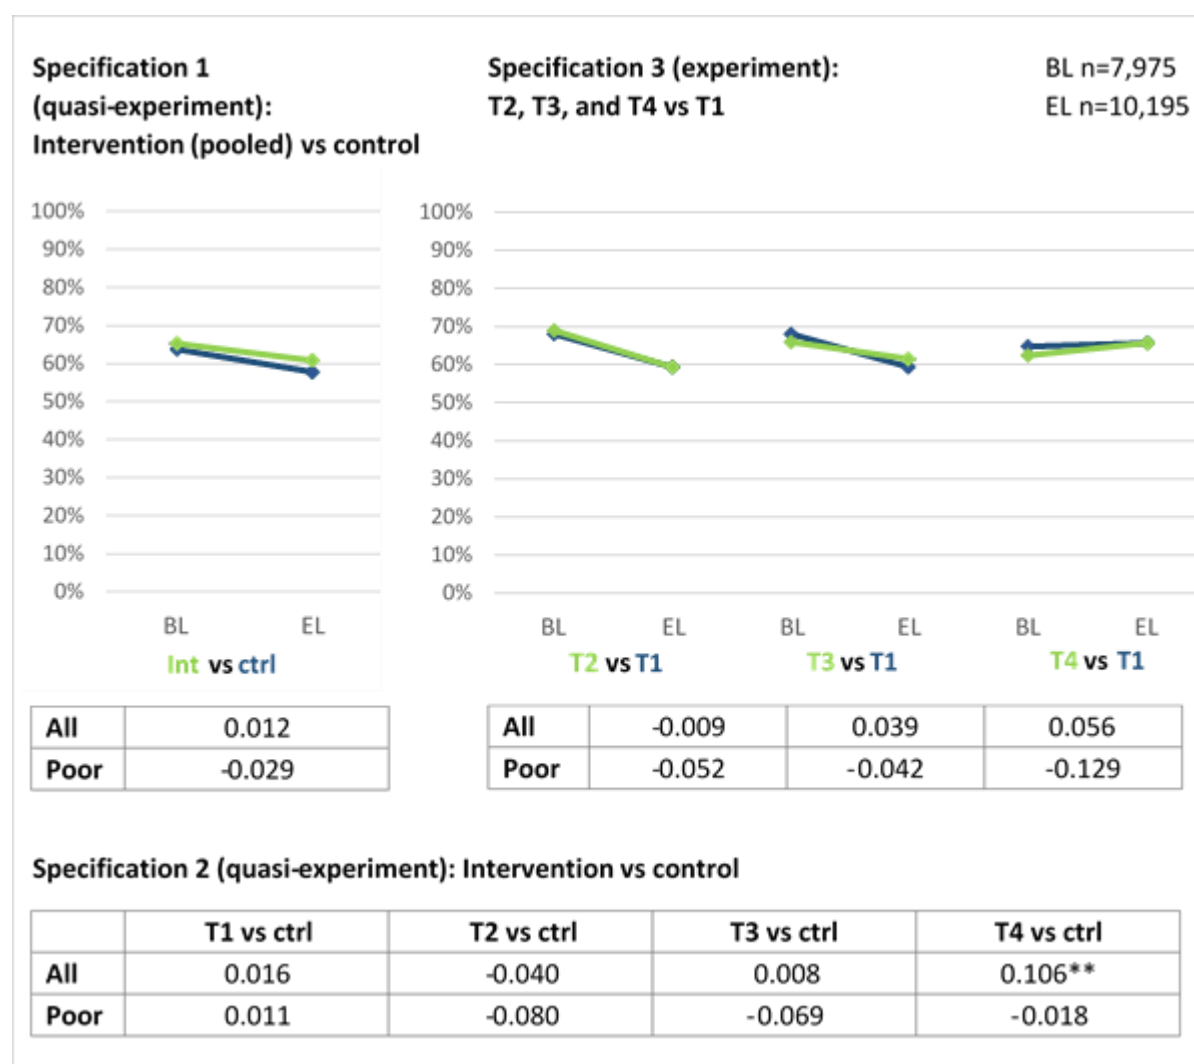 Specification 1
(quasi-experiment):
Intervention (pooled) vs control
Specification 3 (experiment):
T2, T3, and T4 vs T1
BL n=7,975
EL n=10,195
100%
90%
80%
70%
60%
50%
40%
30%
20%
10%
0%
BL EL
Int vs ctrl
100%
90%
80%
70%
60%
50%
40%
30%
20%
10%
0%
BL EL BL EL BL EL
T2 vs T1 T3 vs T1 T4 vs T1
All 0.012
Poor -0.029
All -0.009 0.039 0.056
Poor -0.052 -0.042 -0.129
Specification 2 (quasi-experiment): Intervention vs control
T1 vs ctrl T2 vs ctrl T3 vs ctrl T4 vs ctrl
All 0.016 -0.040 0.008 0.106**
Poor 0.011 -0.080 -0.069 -0.018